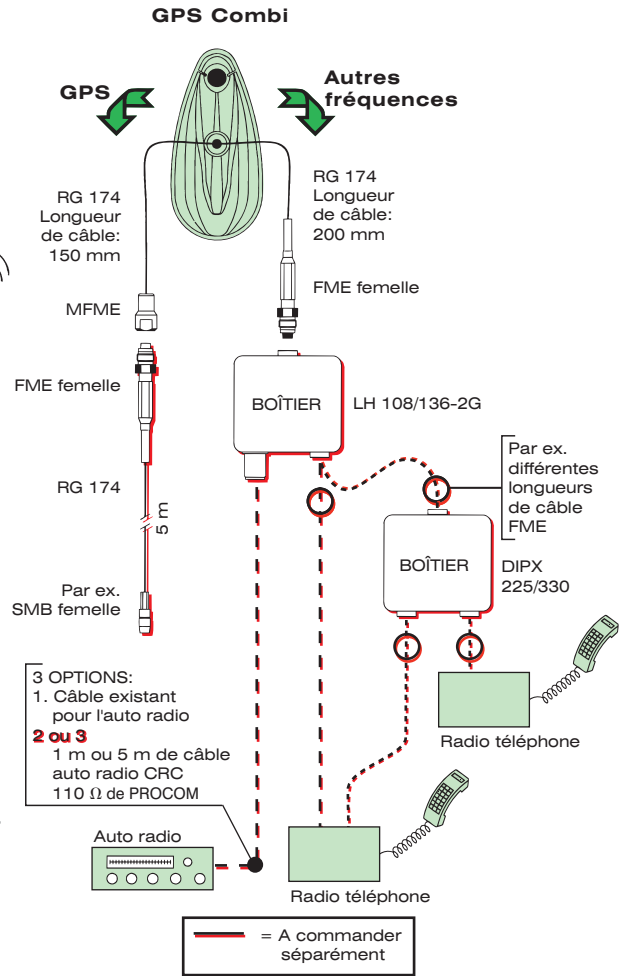 GPS Combi
GPS
Autres
fréquences
RG 174
Longueur
de câble:
150 mm
RG 174
Longueur
de câble:
200 mm
MFME
FME femelle
FME femelle
BOÎTIER
LH 108/136-2G
RG 174
5 m
Par ex.
différentes
longueurs
de câble
FME
BOÎTIER
DIPX
225/330
Par ex.
SMB femelle
3 OPTIONS:
1. Câble existant
pour l'auto radio
2 ou 3
1 m ou 5 m de câble
auto radio CRC
110 Ω de PROCOM
Radio téléphone
Auto radio
Radio téléphone
= A commander
séparément